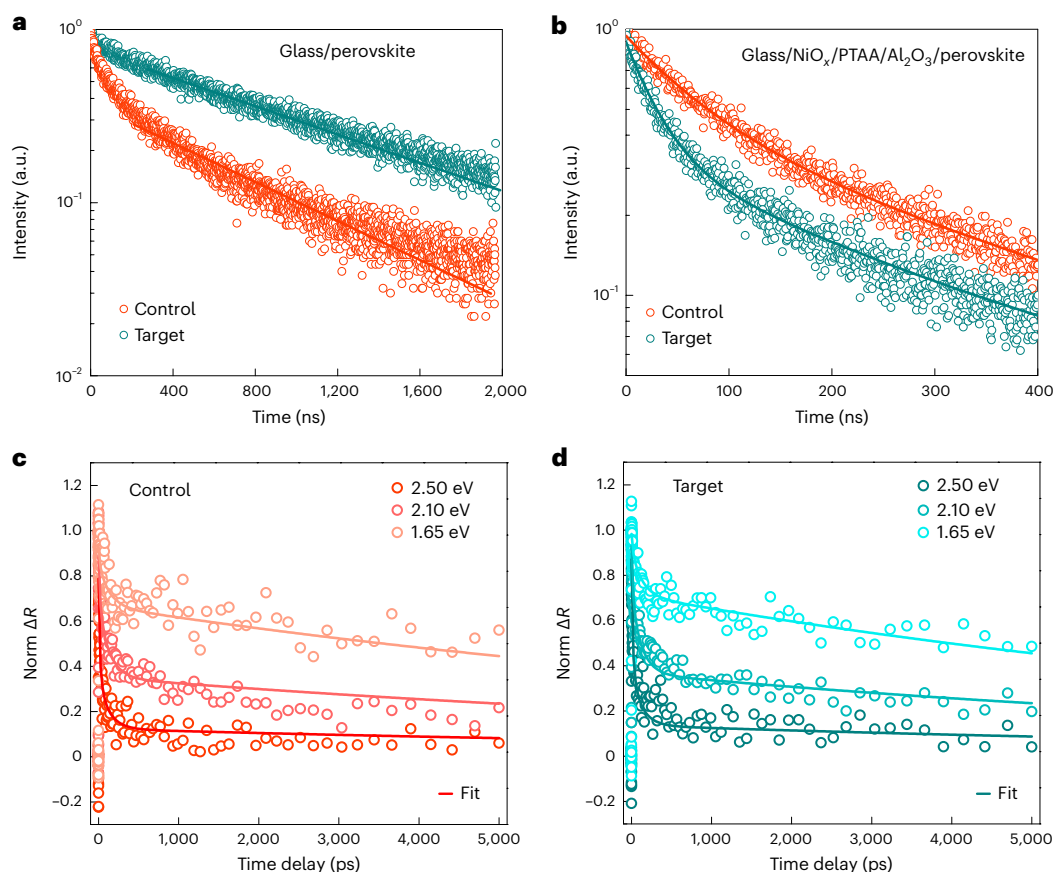 a
Glass/perovskite
10⁰
10⁻¹
10⁻²
Intensity (a.u.)
Control
Target
0 400 800 1,200 1,600 2,000
Time (ns)
b
Glass/NiOₓ/PTAA/Al₂O₃/perovskite
10⁰
10⁻¹
Intensity (a.u.)
Control
Target
0 100 200 300 400
Time (ns)
c
Control
2.50 eV
2.10 eV
1.65 eV
1.2
1.0
0.8
0.6
0.4
0.2
0
−0.2
Norm ΔR
Fit
0 1,000 2,000 3,000 4,000 5,000
Time delay (ps)
d
Target
2.50 eV
2.10 eV
1.65 eV
1.2
1.0
0.8
0.6
0.4
0.2
0
−0.2
Norm ΔR
Fit
0 1,000 2,000 3,000 4,000 5,000
Time delay (ps)